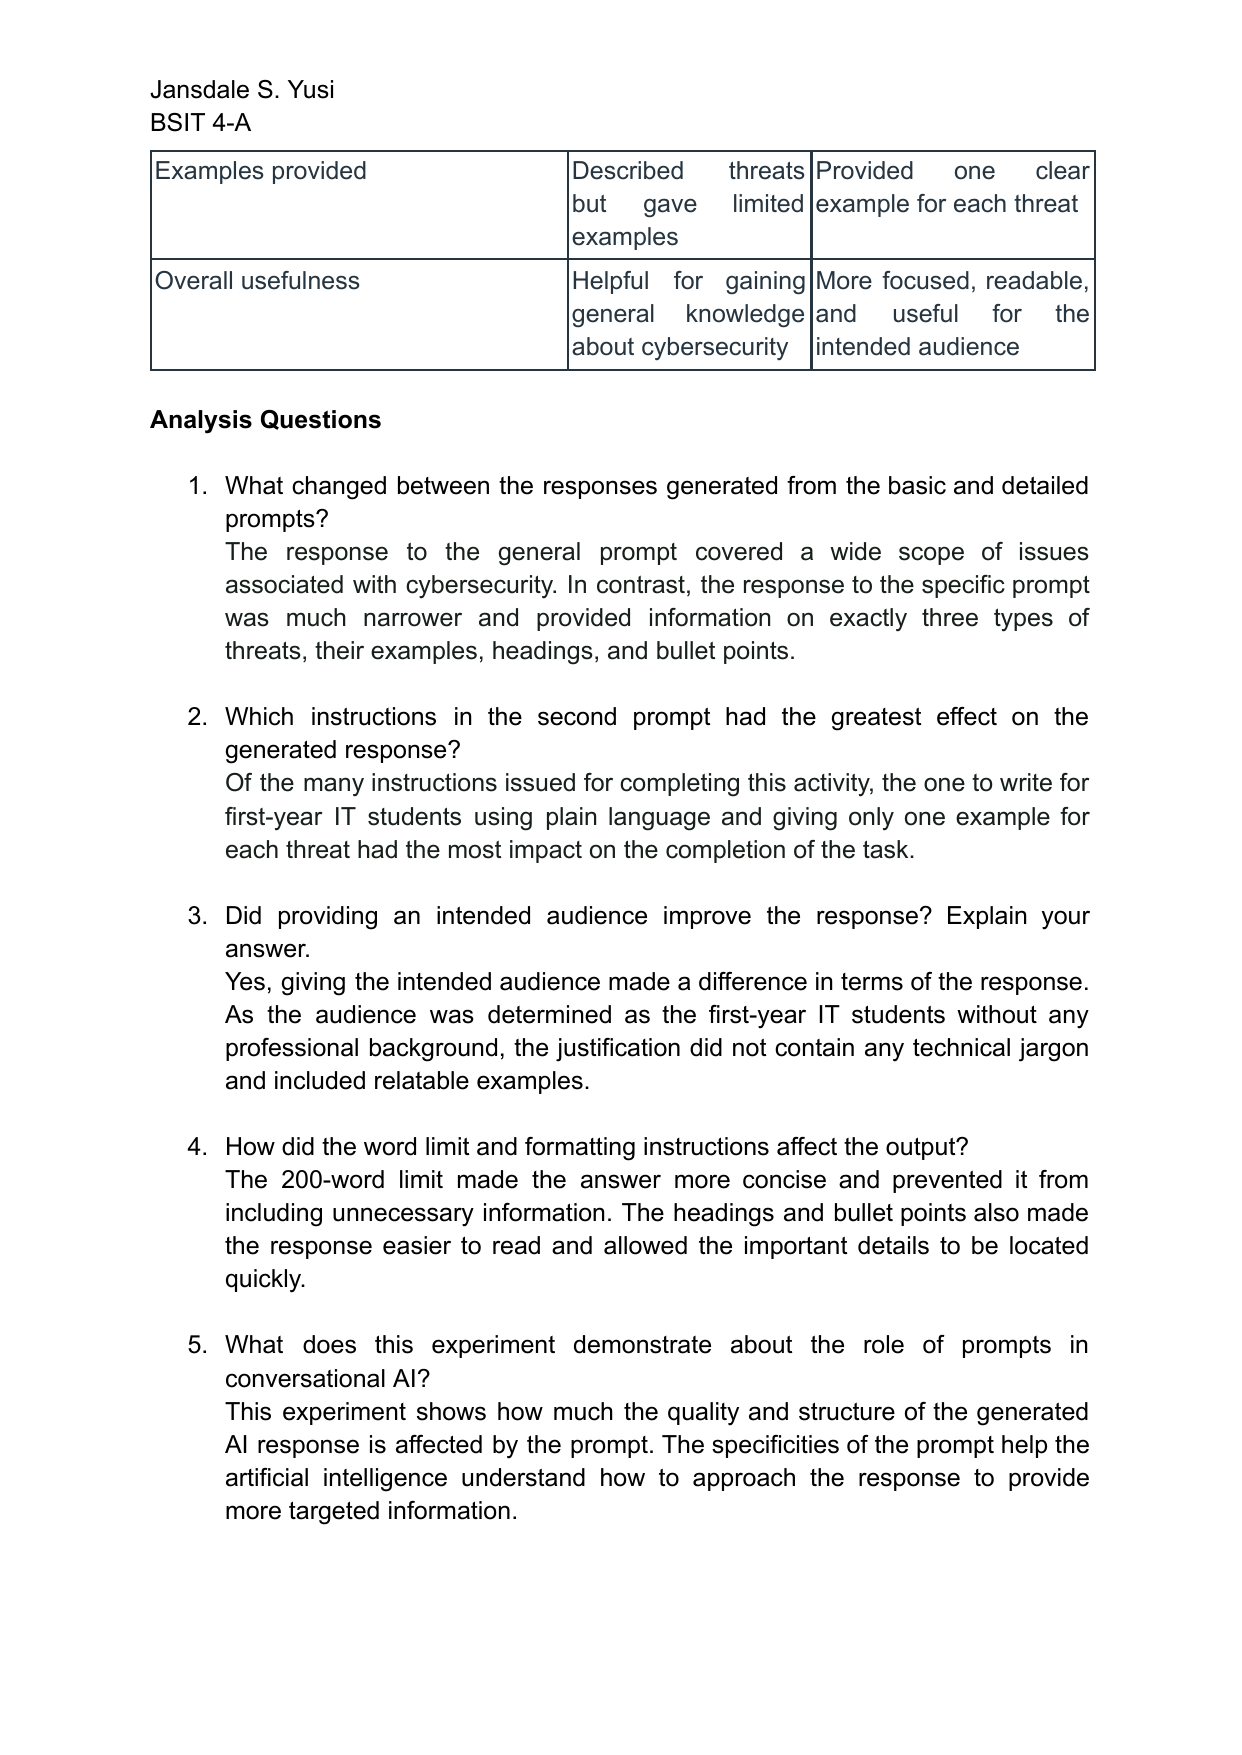 Jansdale S. Yusi
BSIT 4-A
Examples provided
Described threats
but gave limited
examples
Provided one clear
example for each threat
Overall usefulness
Helpful for gaining
general knowledge
about cybersecurity
More focused, readable,
and useful for the
intended audience
Analysis Questions
1. What changed between the responses generated from the basic and detailed
prompts?
The response to the general prompt covered a wide scope of issues
associated with cybersecurity. In contrast, the response to the specific prompt
was much narrower and provided information on exactly three types of
threats, their examples, headings, and bullet points.
2. Which instructions in the second prompt had the greatest effect on the
generated response?
Of the many instructions issued for completing this activity, the one to write for
first-year IT students using plain language and giving only one example for
each threat had the most impact on the completion of the task.
3. Did providing an intended audience improve the response? Explain your
answer.
Yes, giving the intended audience made a difference in terms of the response.
As the audience was determined as the first-year IT students without any
professional background, the justification did not contain any technical jargon
and included relatable examples.
4. How did the word limit and formatting instructions affect the output?
The 200-word limit made the answer more concise and prevented it from
including unnecessary information. The headings and bullet points also made
the response easier to read and allowed the important details to be located
quickly.
5. What does this experiment demonstrate about the role of prompts in
conversational AI?
This experiment shows how much the quality and structure of the generated
AI response is affected by the prompt. The specificities of the prompt help the
artificial intelligence understand how to approach the response to provide
more targeted information.